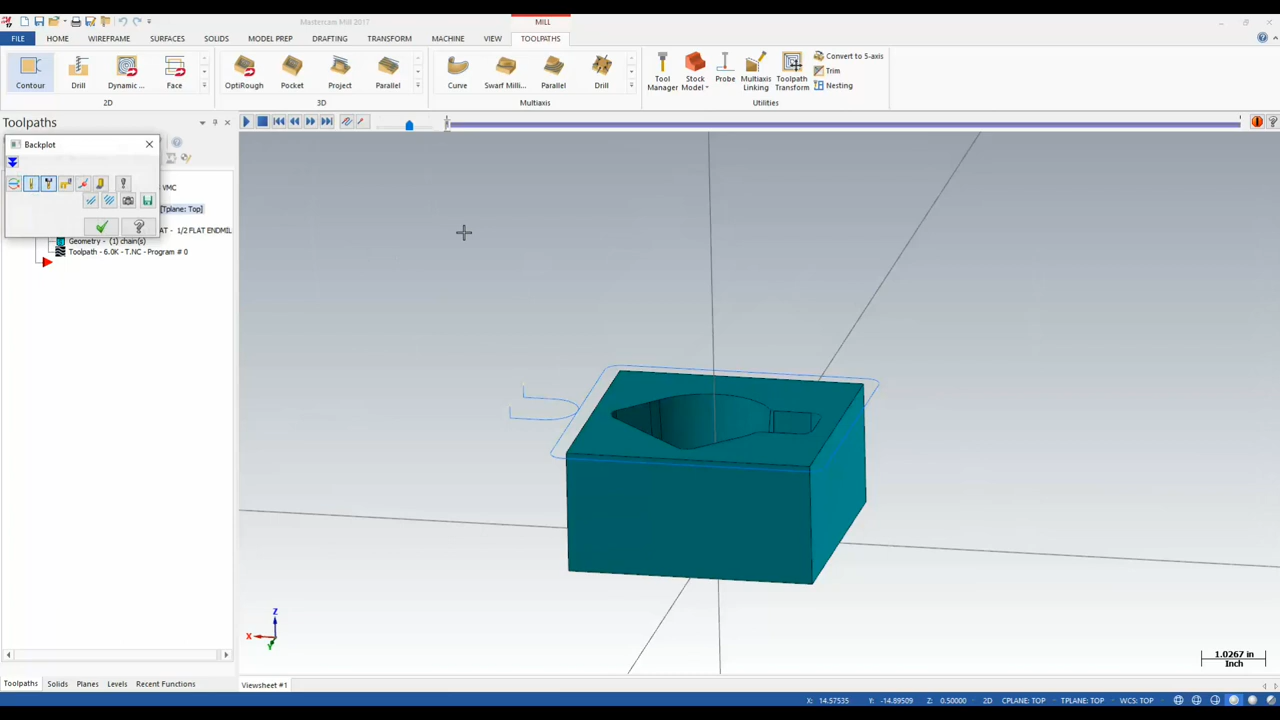 Mastercam Mill 2017
MILL
FILE
HOME
WIREFRAME
SURFACES
SOLIDS
MODEL PREP
DRAFTING
TRANSFORM
MACHINE
VIEW
TOOLPATHS
Contour
Drill
Dynamic ...
Face
OptiRough
Pocket
Project
Parallel
Curve
Swarf Milli...
Parallel
Drill
Tool Manager
Stock Model
Probe
Multiaxis Linking
Toolpath Transform
Convert to 5-axis
Trim
Nesting
2D
3D
Multiaxis
Utilities
Toolpaths
Backplot
VMC
[Tplane: Top]
AT - 1/2 FLAT ENDMIL
Geometry - (1) chain(s)
Toolpath - 6.0K - T.NC - Program # 0
Z
X
Y
1.0267 in
Inch
Toolpaths
Solids
Planes
Levels
Recent Functions
Viewsheet #1
X: 14.57535
Y: -14.89509
Z: 0.50000
2D
CPLANE: TOP
TPLANE: TOP
WCS: TOP